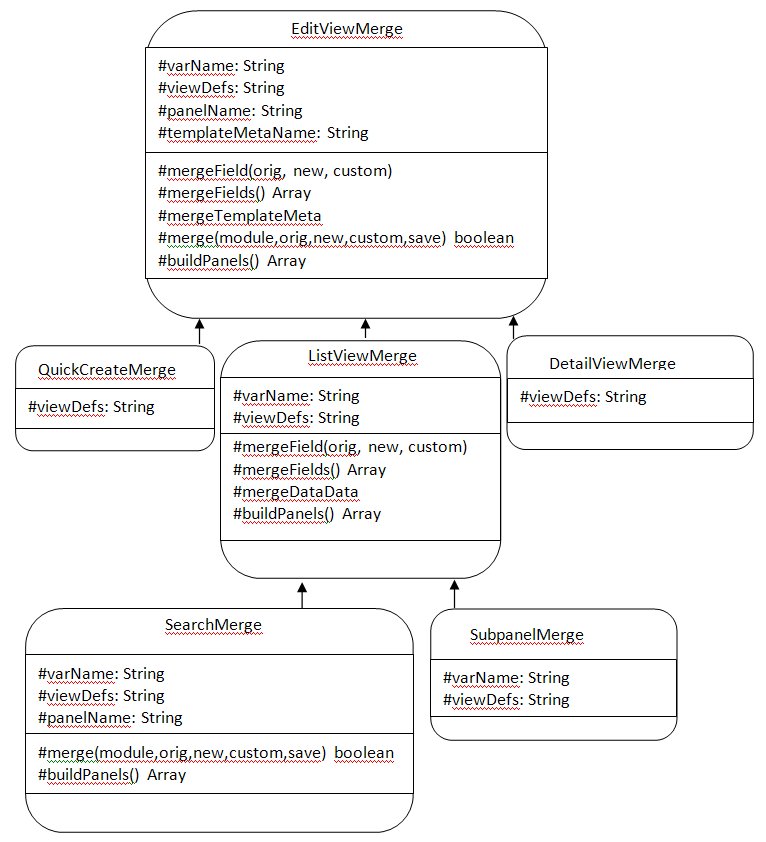 EditViewMerge
#varName: String
#viewDefs: String
#panelName: String
#templateMetaName: String
#mergeField(orig, new, custom)
#mergeFields() Array
#mergeTemplateMeta
#merge(module,orig,new,custom,save) boolean
#buildPanels() Array
QuickCreateMerge
#viewDefs: String
ListViewMerge
#varName: String
#viewDefs: String
#mergeField(orig, new, custom)
#mergeFields() Array
#mergeDataData
#buildPanels() Array
DetailViewMerge
#viewDefs: String
SearchMerge
#varName: String
#viewDefs: String
#panelName: String
#merge(module,orig,new,custom,save) boolean
#buildPanels() Array
SubpanelMerge
#varName: String
#viewDefs: String